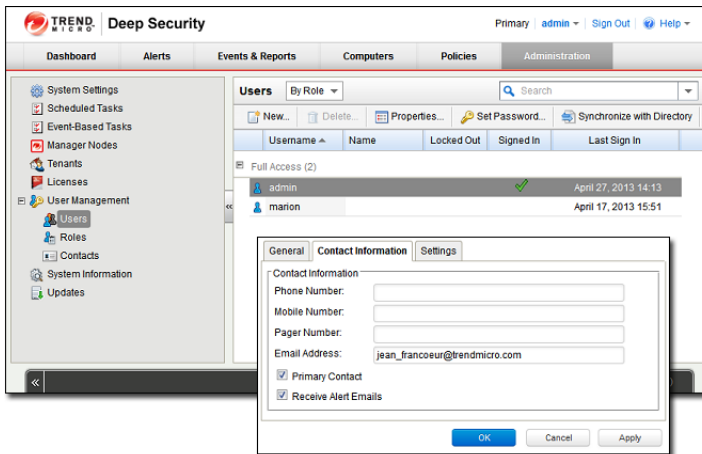 TREND MICRO Deep Security
Primary admin Sign Out Help
Dashboard Alerts Events & Reports Computers Policies Administration
System Settings
Scheduled Tasks
Event-Based Tasks
Manager Nodes
Tenants
Licenses
User Management
Users
Roles
Contacts
System Information
Updates
«
Users By Role Search
New... Delete... Properties... Set Password... Synchronize with Directory
Username Name Locked Out Signed In Last Sign In
Full Access (2)
admin April 27, 2013 14:13
marion April 17, 2013 15:51
General Contact Information Settings
Contact Information
Phone Number:
Mobile Number:
Pager Number:
Email Address: jean_francoeur@trendmicro.com
Primary Contact
Receive Alert Emails
OK Cancel Apply
«